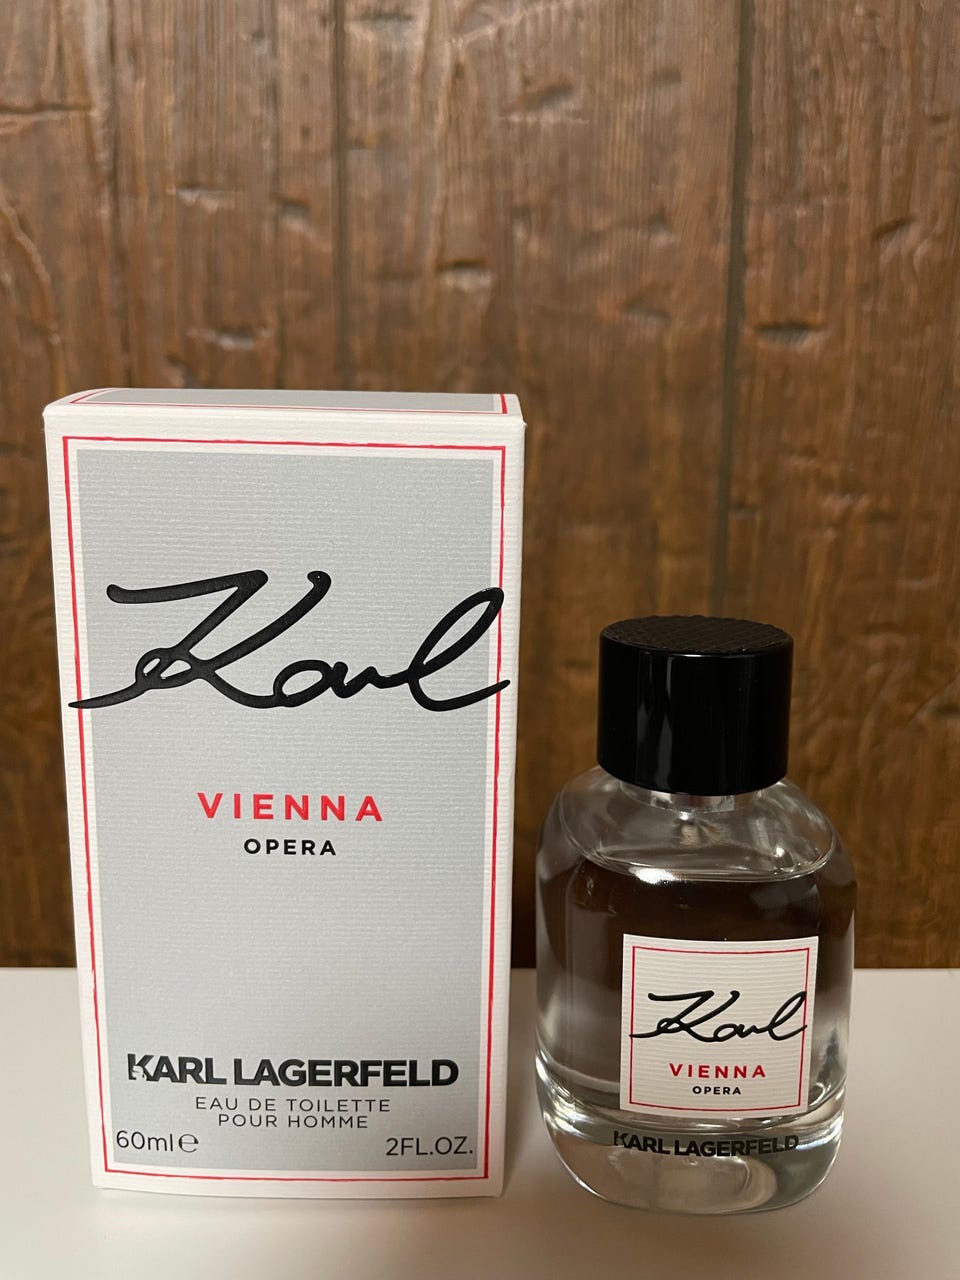 Karl
VIENNA
OPERA
KARL LAGERFELD
EAU DE TOILETTE
POUR HOMME
60ml℮ 2FL.OZ.
Karl
VIENNA
OPERA
KARL LAGERFELD